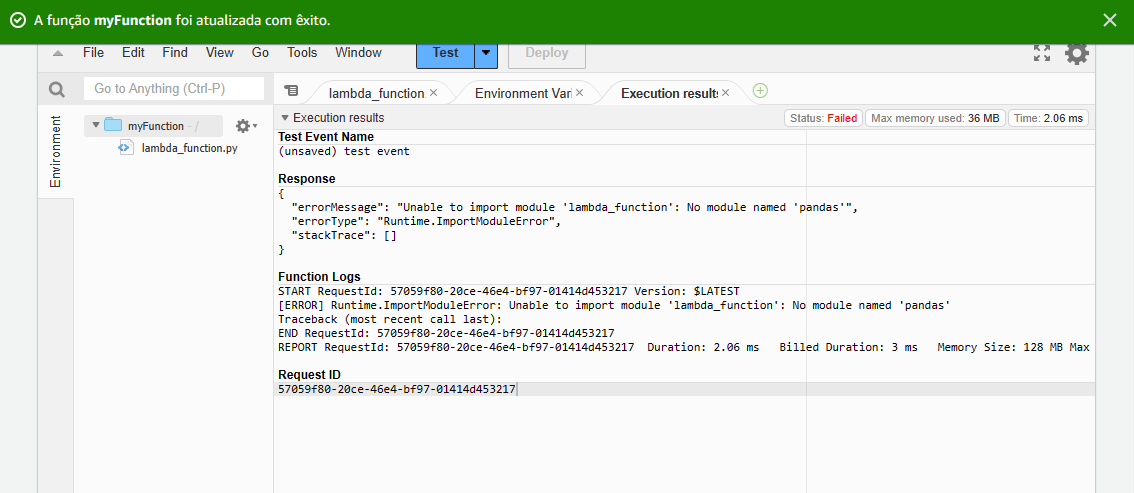 A função myFunction foi atualizada com êxito.
File Edit Find View Go Tools Window Test Deploy
Go to Anything (Ctrl-P)
lambda_function
Environment Vari
Execution results
Environment
myFunction - /
lambda_function.py
Execution results
Status: Failed
Max memory used: 36 MB
Time: 2.06 ms
Test Event Name
(unsaved) test event
Response
{
"errorMessage": "Unable to import module 'lambda_function': No module named 'pandas'",
"errorType": "Runtime.ImportModuleError",
"stackTrace": []
}
Function Logs
START RequestId: 57059f80-20ce-46e4-bf97-01414d453217 Version: $LATEST
[ERROR] Runtime.ImportModuleError: Unable to import module 'lambda_function': No module named 'pandas'
Traceback (most recent call last):
END RequestId: 57059f80-20ce-46e4-bf97-01414d453217
REPORT RequestId: 57059f80-20ce-46e4-bf97-01414d453217 Duration: 2.06 ms Billed Duration: 3 ms Memory Size: 128 MB Max
Request ID
57059f80-20ce-46e4-bf97-01414d453217